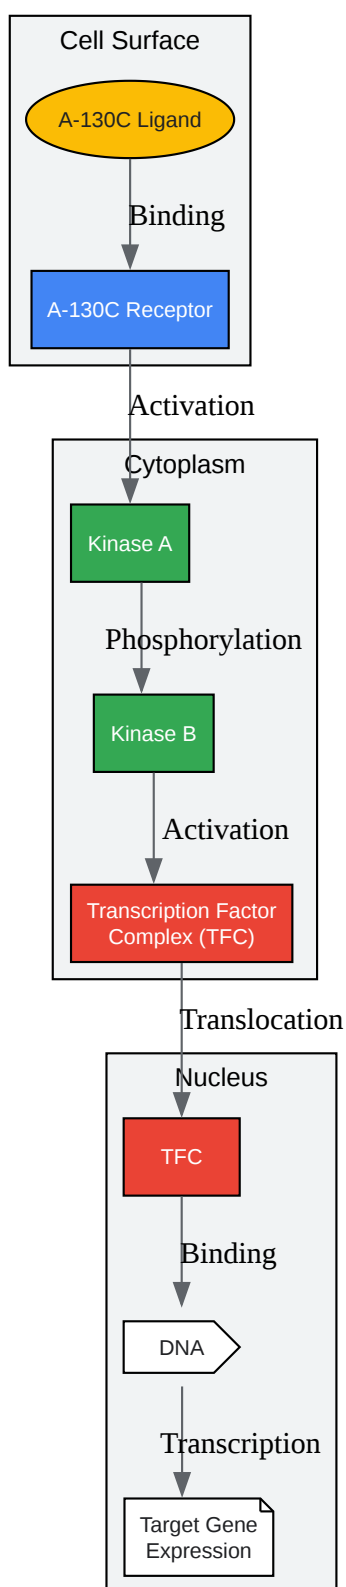 Cell Surface
A-130C Ligand
Binding
A-130C Receptor
Activation
Cytoplasm
Kinase A
Phosphorylation
Kinase B
Activation
Transcription Factor
Complex (TFC)
Translocation
Nucleus
TFC
Binding
DNA
Transcription
Target Gene
Expression